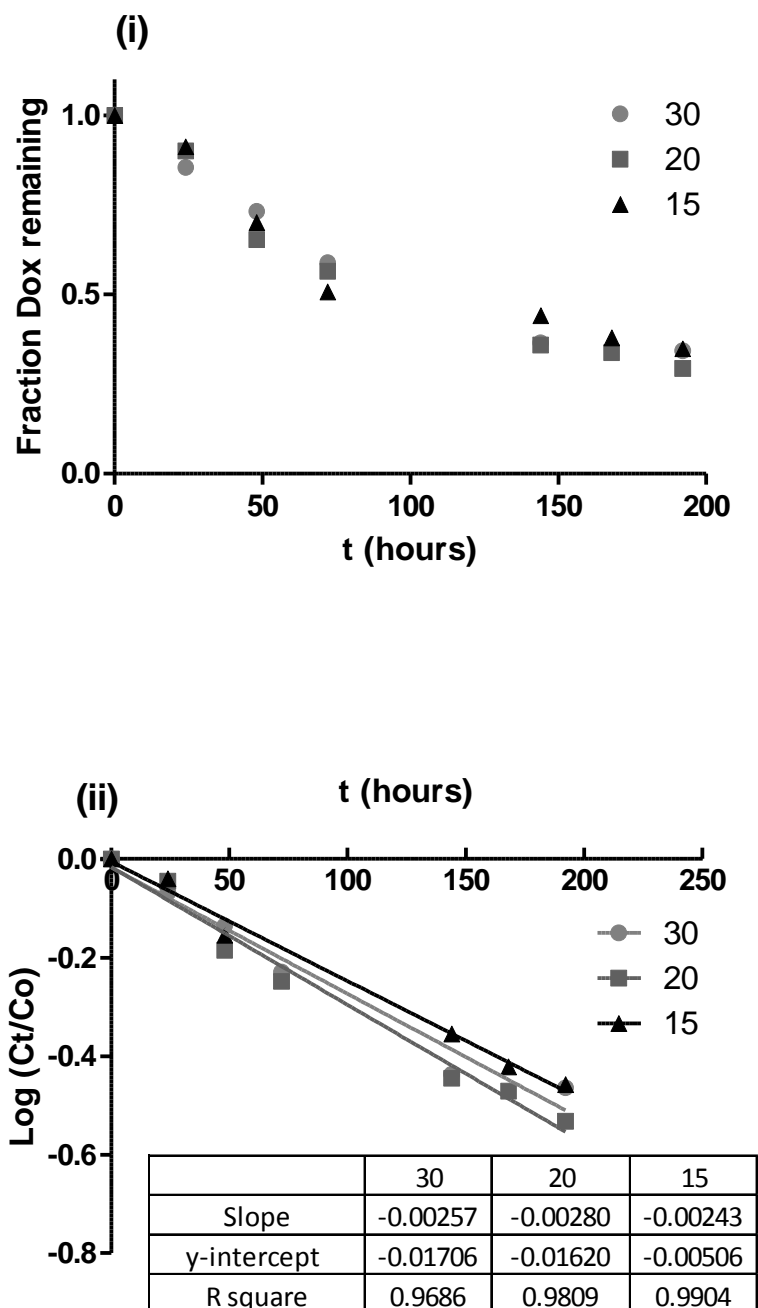 (i)
Fraction Dox remaining
1.0
0.5
0.0
0 50 100 150 200
t (hours)
30
20
15
(ii)
t (hours)
Log (Ct/Co)
0.0
-0.2
-0.4
-0.6
-0.8
0 50 100 150 200 250
30
20
15
30 20 15
Slope -0.00257 -0.00280 -0.00243
y-intercept -0.01706 -0.01620 -0.00506
R square 0.9686 0.9809 0.9904